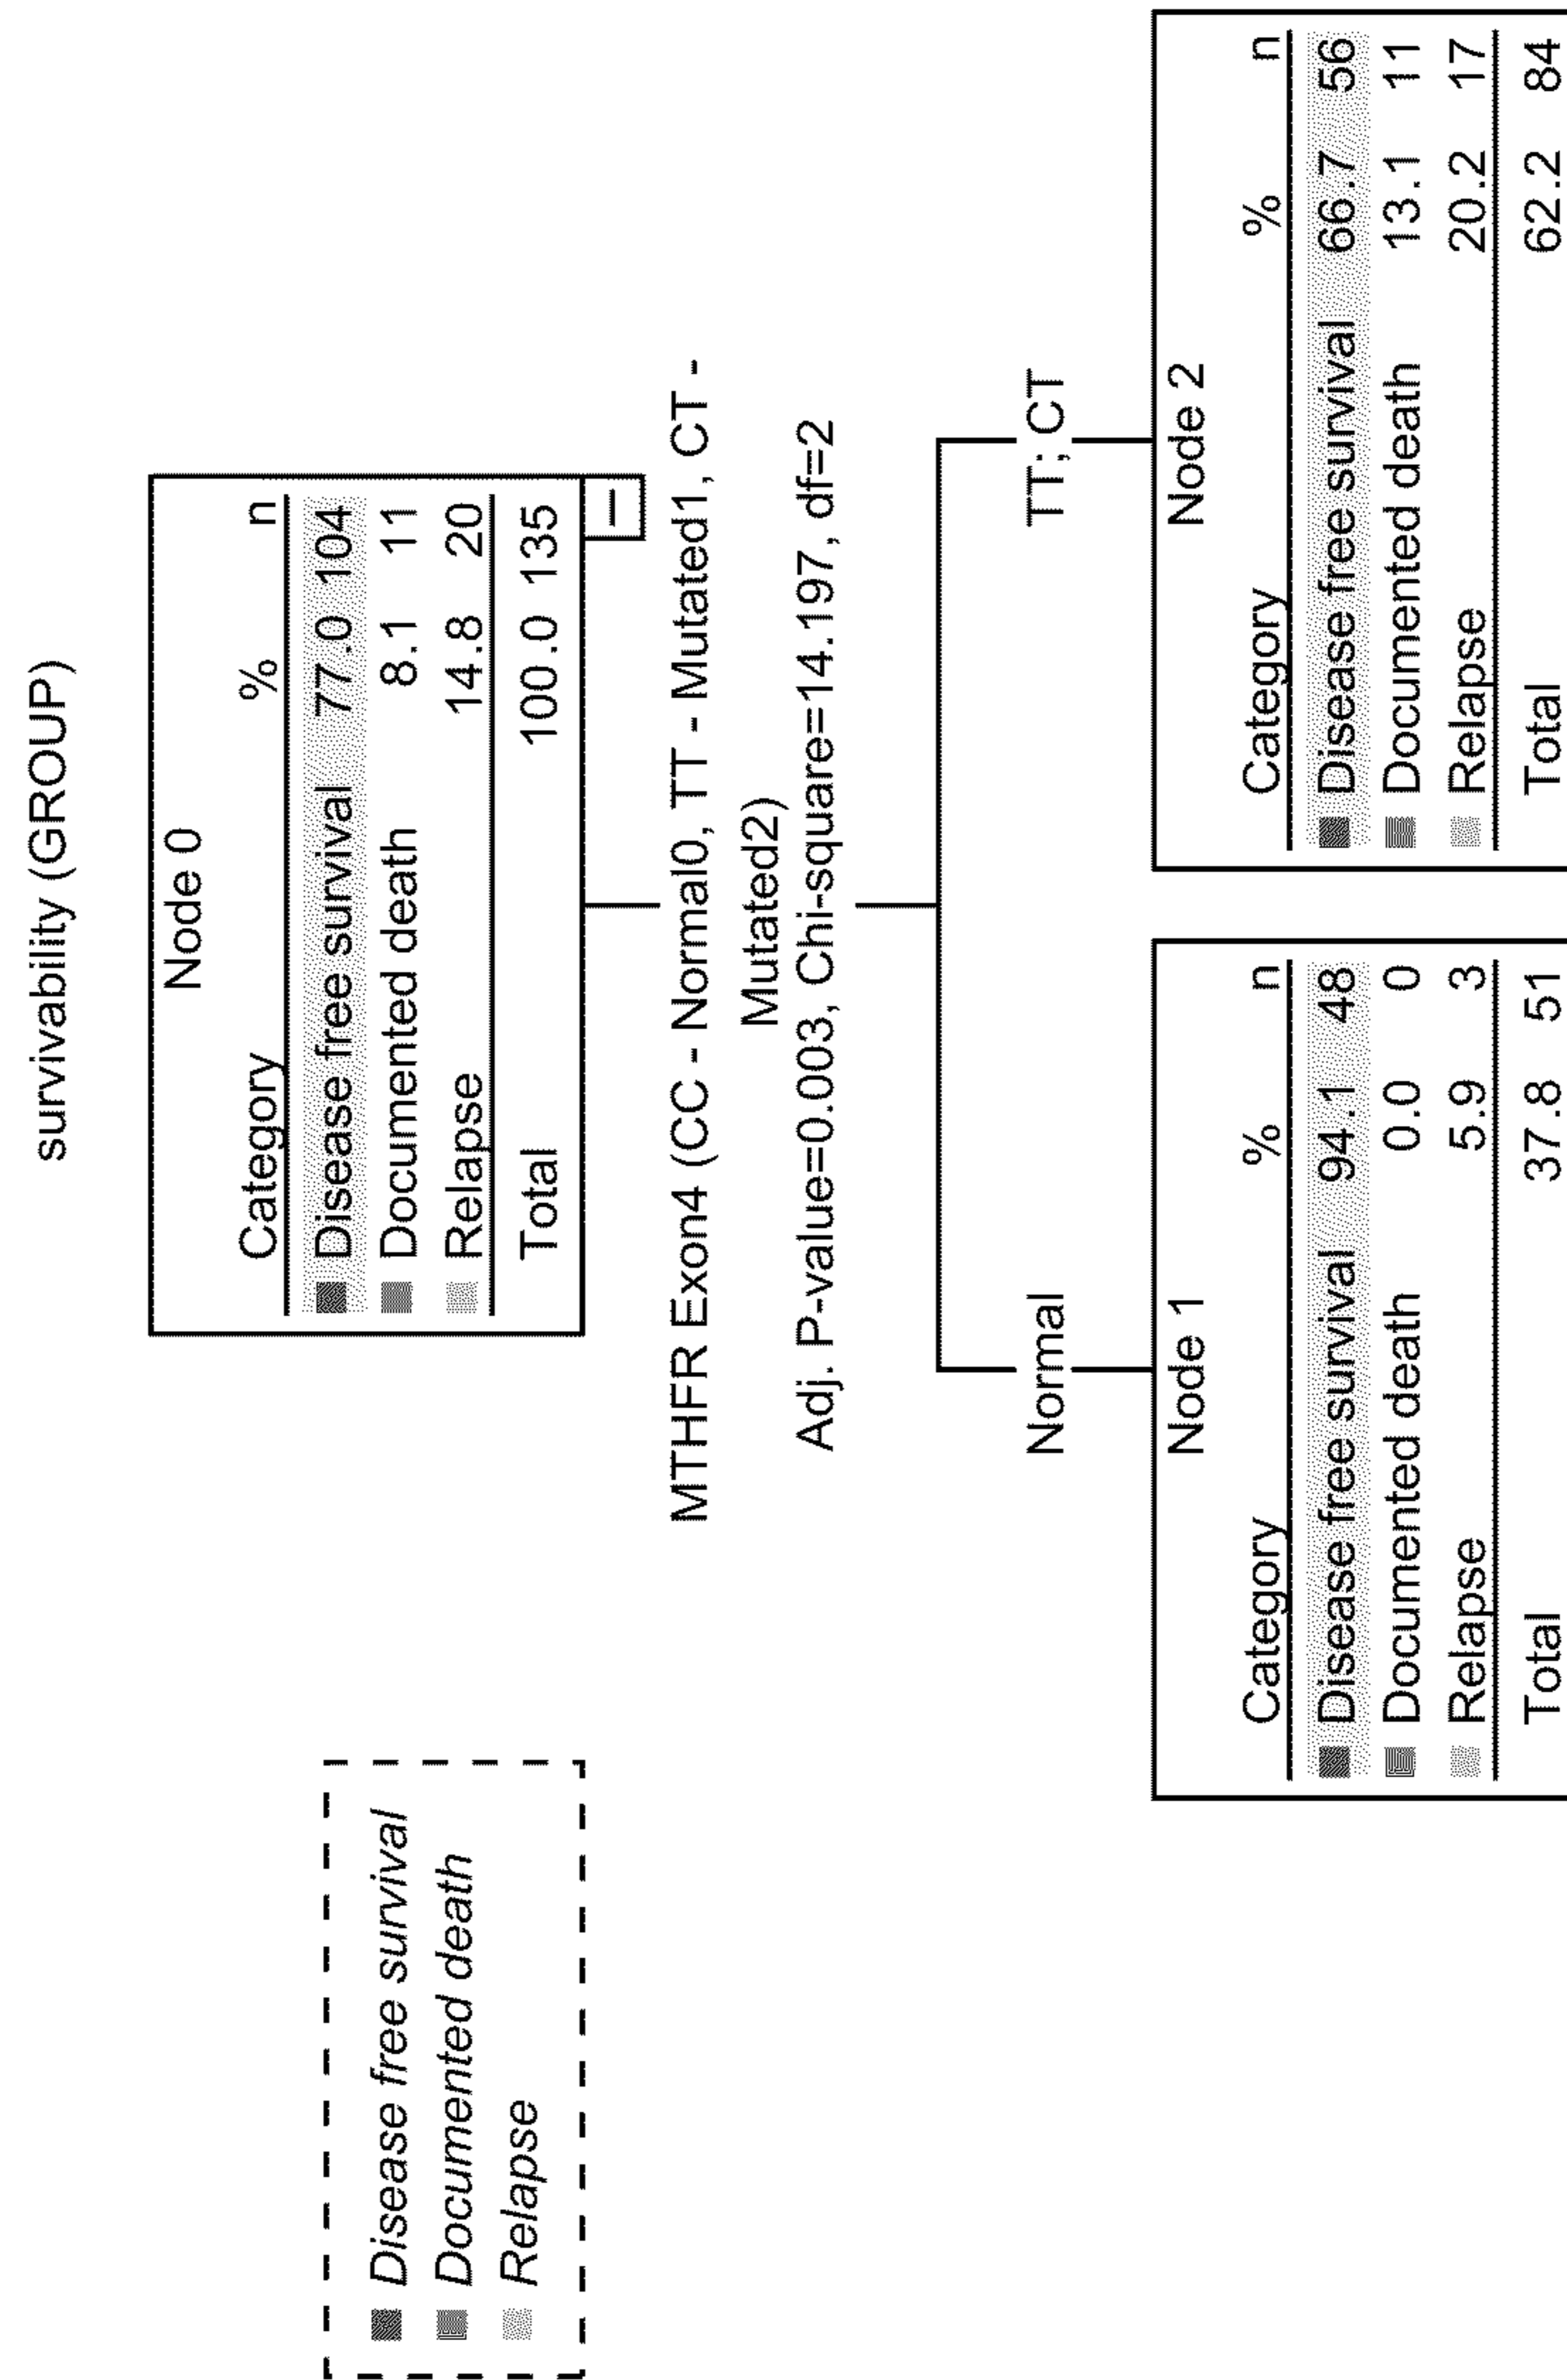 survivability (GROUP)
Disease free survival
Documented death
Relapse
Node 0
Category % n
Disease free survival 77.0 104
Documented death 8.1 11
Relapse 14.8 20
Total 100.0 135
MTHFR Exon4 (CC - Normal0, TT - Mutated1, CT -
Mutated2)
Adj. P-value=0.003, Chi-square=14.197, df=2
Normal
TT; CT
Node 1
Category % n
Disease free survival 94.1 48
Documented death 0.0 0
Relapse 5.9 3
Total 37.8 51
Node 2
Category % n
Disease free survival 66.7 56
Documented death 13.1 11
Relapse 20.2 17
Total 62.2 84